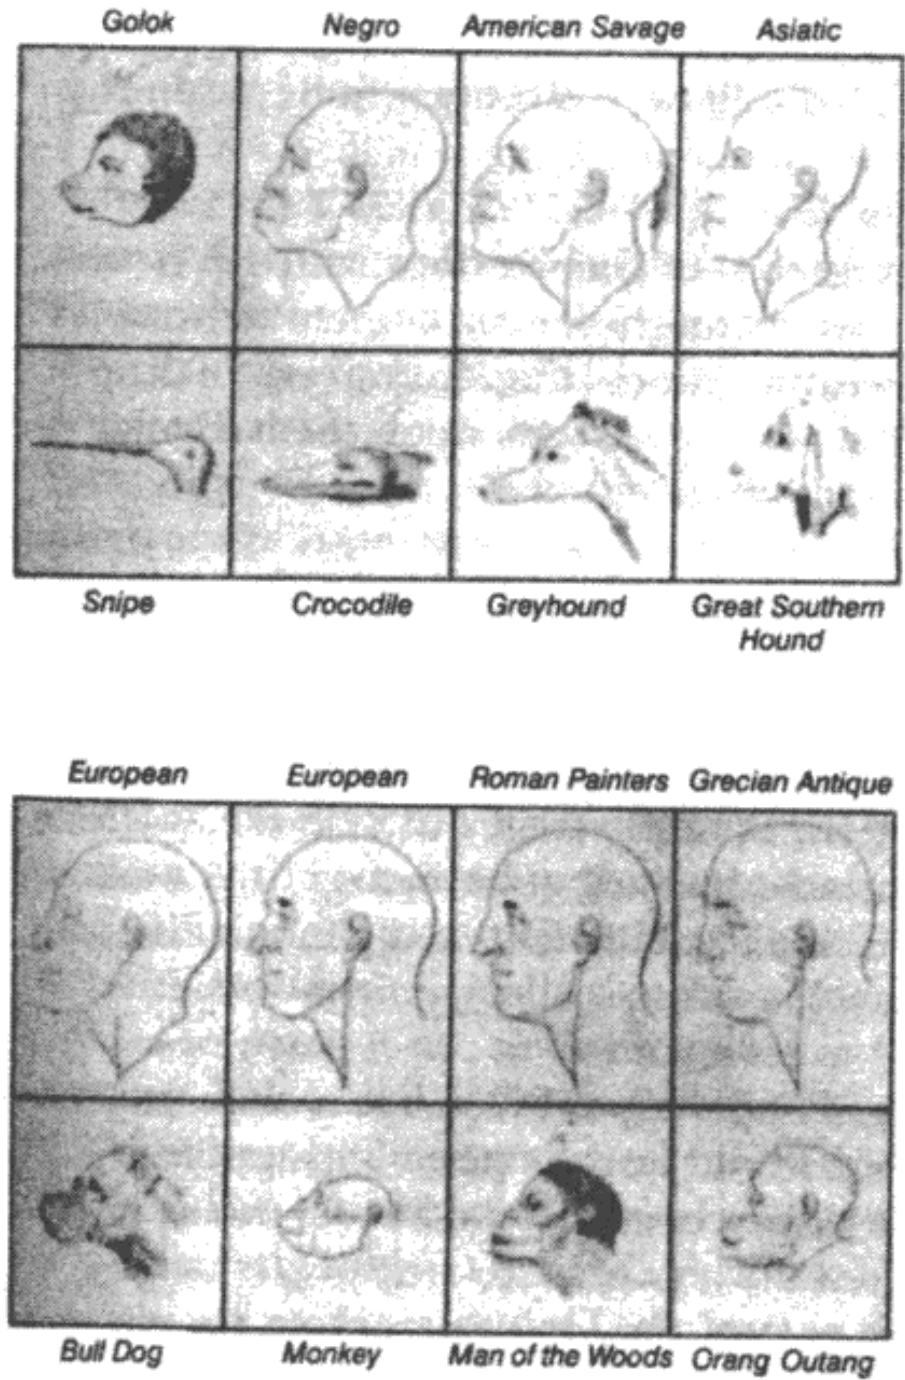 Golok Negro American Savage Asiatic
Snipe Crocodile Greyhound Great Southern
Hound
European European Roman Painters Grecian Antique
Bull Dog Monkey Man of the Woods Orang Outang